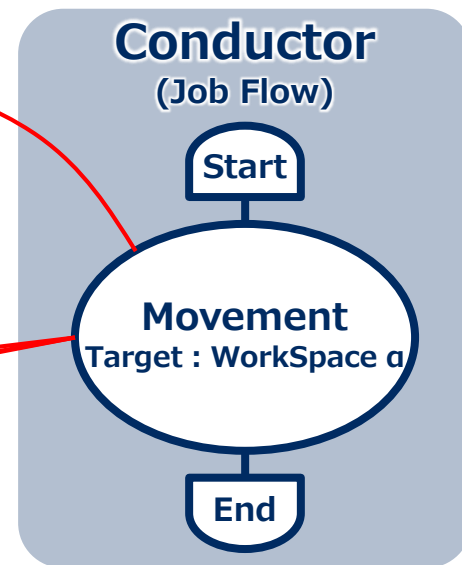 Conductor
(Job Flow)
Start
Movement
Target : WorkSpace α
End